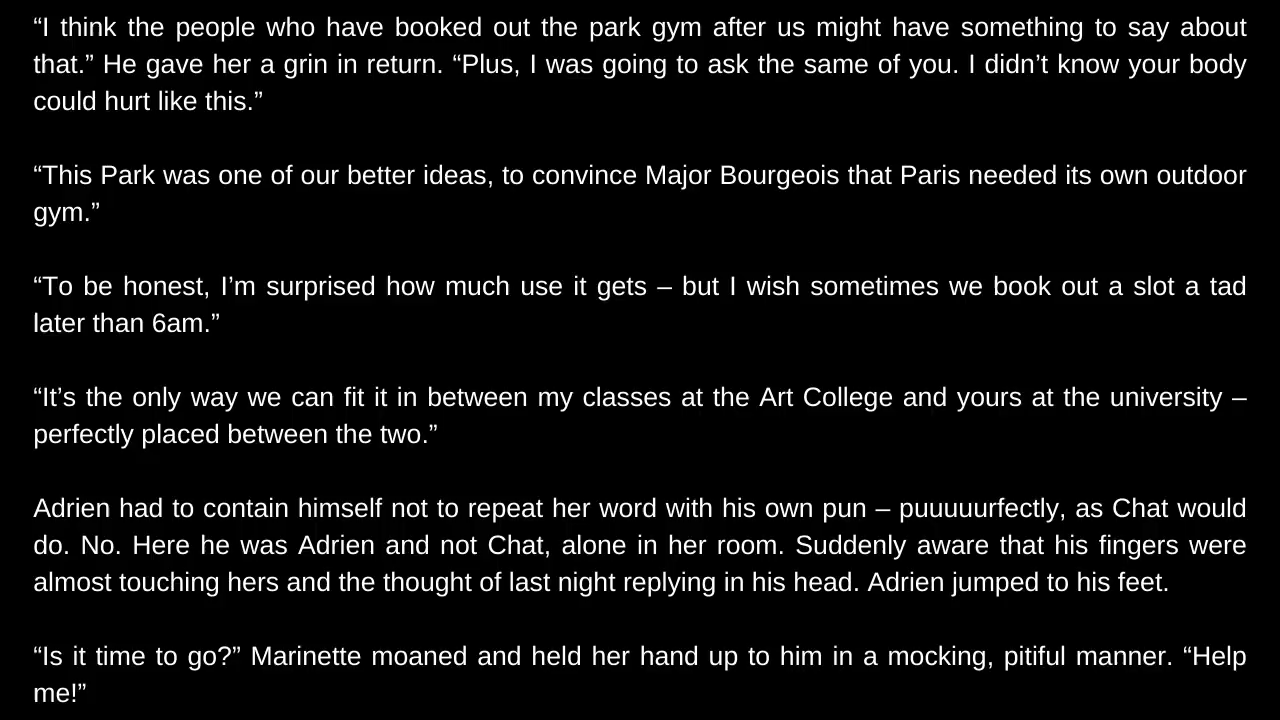 “I think the people who have booked out the park gym after us might have something to say about
that.” He gave her a grin in return. “Plus, I was going to ask the same of you. I didn’t know your body
could hurt like this.”
“This Park was one of our better ideas, to convince Major Bourgeois that Paris needed its own outdoor
gym.”
“To be honest, I’m surprised how much use it gets – but I wish sometimes we book out a slot a tad
later than 6am.”
“It’s the only way we can fit it in between my classes at the Art College and yours at the university –
perfectly placed between the two.”
Adrien had to contain himself not to repeat her word with his own pun – puuuuurfectly, as Chat would
do. No. Here he was Adrien and not Chat, alone in her room. Suddenly aware that his fingers were
almost touching hers and the thought of last night replying in his head. Adrien jumped to his feet.
“Is it time to go?” Marinette moaned and held her hand up to him in a mocking, pitiful manner. “Help
me!”